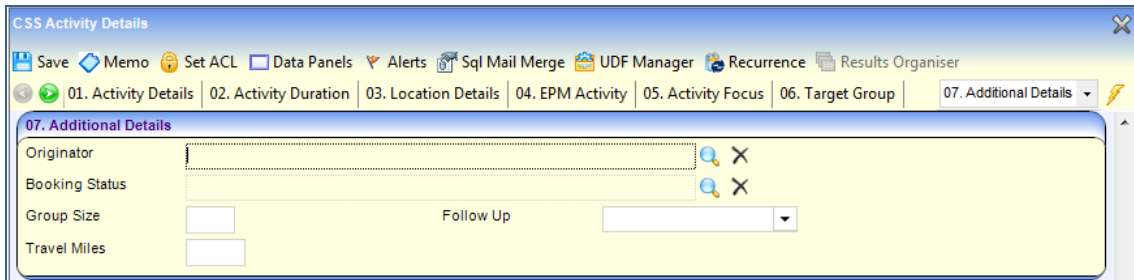 CSS Activity Details
Save Memo Set ACL Data Panels Alerts Sql Mail Merge UDF Manager Recurrence Results Organiser
01. Activity Details 02. Activity Duration 03. Location Details 04. EPM Activity 05. Activity Focus 06. Target Group 07. Additional Details
07. Additional Details
Originator
Booking Status
Group Size Follow Up
Travel Miles